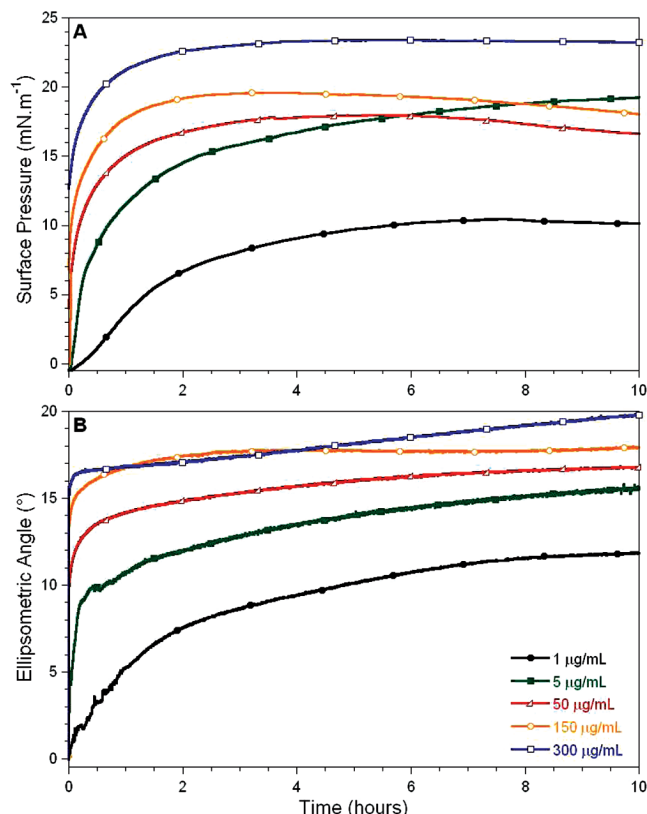 A
25
20
15
10
5
0
Surface Pressure (mN.m⁻¹)
0 2 4 6 8 10
B
20
15
10
5
0
Ellipsometric Angle (°)
1 μg/mL
5 μg/mL
50 μg/mL
150 μg/mL
300 μg/mL
0 2 4 6 8 10
Time (hours)